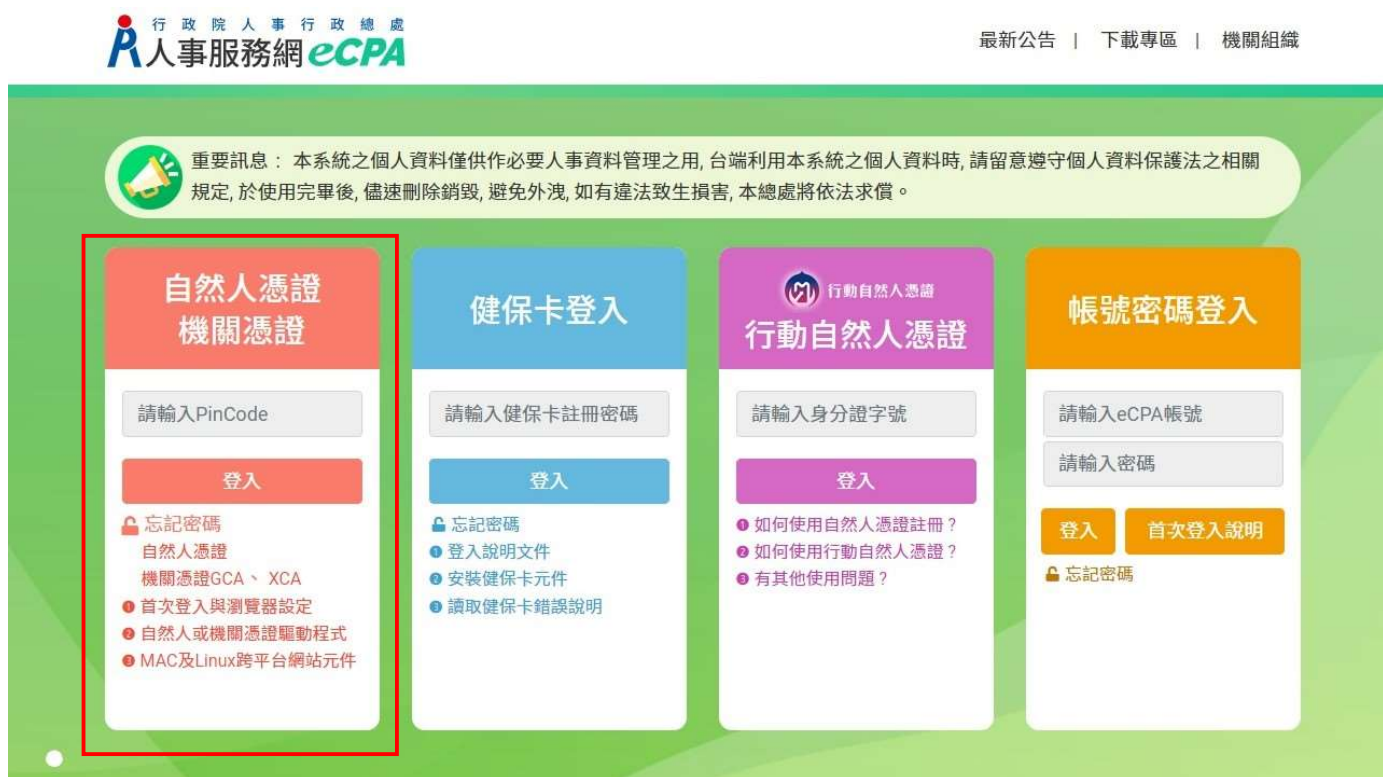 行政院人事行政總處
人事服務網eCPA
最新公告 | 下載專區 | 機關組織
重要訊息： 本系統之個人資料僅供作必要人事資料管理之用, 台端利用本系統之個人資料時, 請留意遵守個人資料保護法之相關
規定, 於使用完畢後, 儘速刪除銷毀, 避免外洩, 如有違法致生損害, 本總處將依法求償。
自然人憑證
機關憑證
請輸入PinCode
登入
忘記密碼
自然人憑證
機關憑證GCA、 XCA
❶ 首次登入與瀏覽器設定
❷ 自然人或機關憑證驅動程式
❸ MAC及Linux跨平台網站元件
健保卡登入
請輸入健保卡註冊密碼
登入
忘記密碼
❶ 登入說明文件
❷ 安裝健保卡元件
❸ 讀取健保卡錯誤說明
行動自然人憑證
行動自然人憑證
請輸入身分證字號
登入
❶ 如何使用自然人憑證註冊？
❷ 如何使用行動自然人憑證？
❸ 有其他使用問題？
帳號密碼登入
請輸入eCPA帳號
請輸入密碼
登入 首次登入說明
忘記密碼